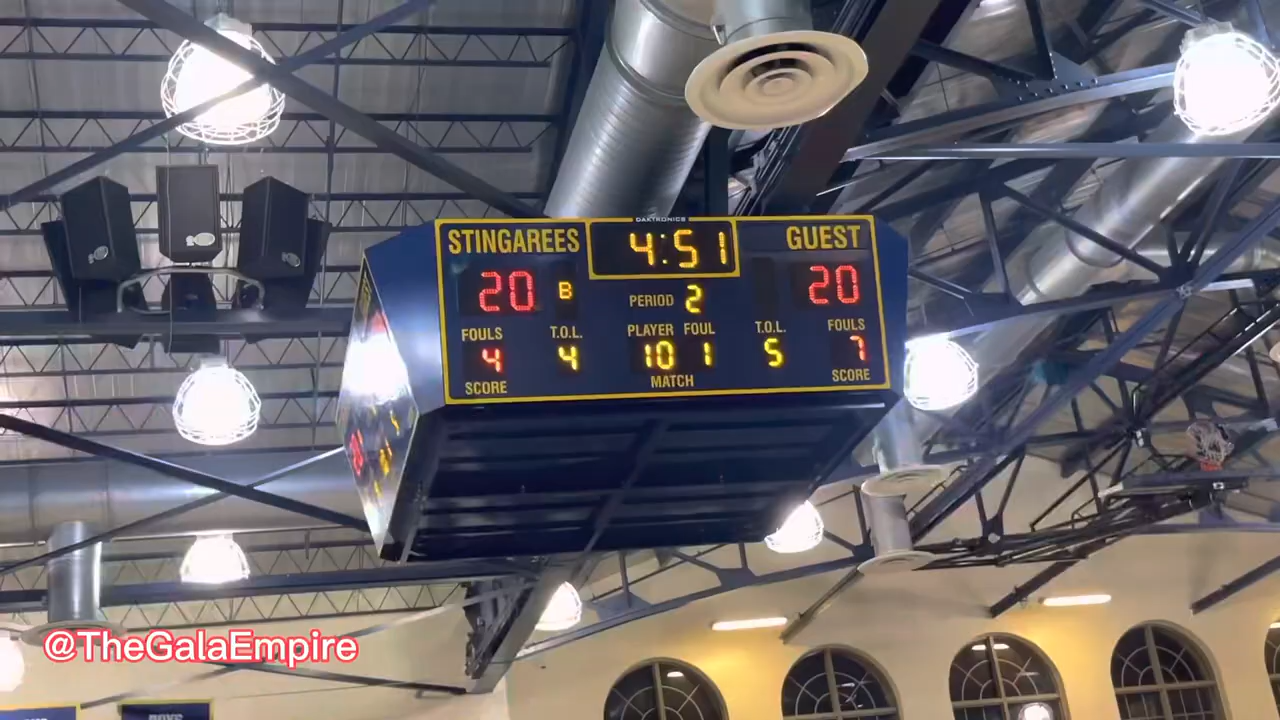 DAKTRONICS
STINGAREES 4:51 GUEST
20 B PERIOD 2 20
FOULS T.O.L. PLAYER FOUL T.O.L. FOULS
4 4 10 1 5 7
SCORE MATCH SCORE
@TheGalaEmpire